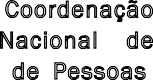 Coordenação
Nacional de
de Pessoas